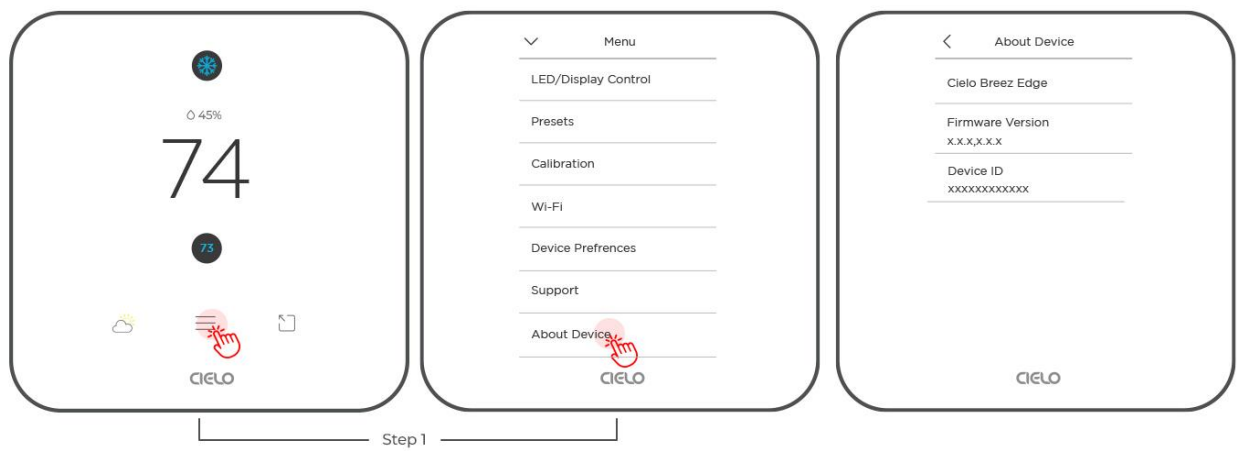 45%
74
73
CIELO
Menu
LED/Display Control
Presets
Calibration
Wi-Fi
Device Prefrences
Support
About Device
CIELO
About Device
Cielo Breez Edge
Firmware Version
x.x.x,x.x.x
Device ID
xxxxxxxxxxxx
CIELO
Step 1